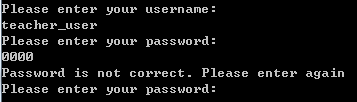 Please enter your username:
teacher_user
Please enter your password:
0000
Password is not correct. Please enter again
Please enter your password: